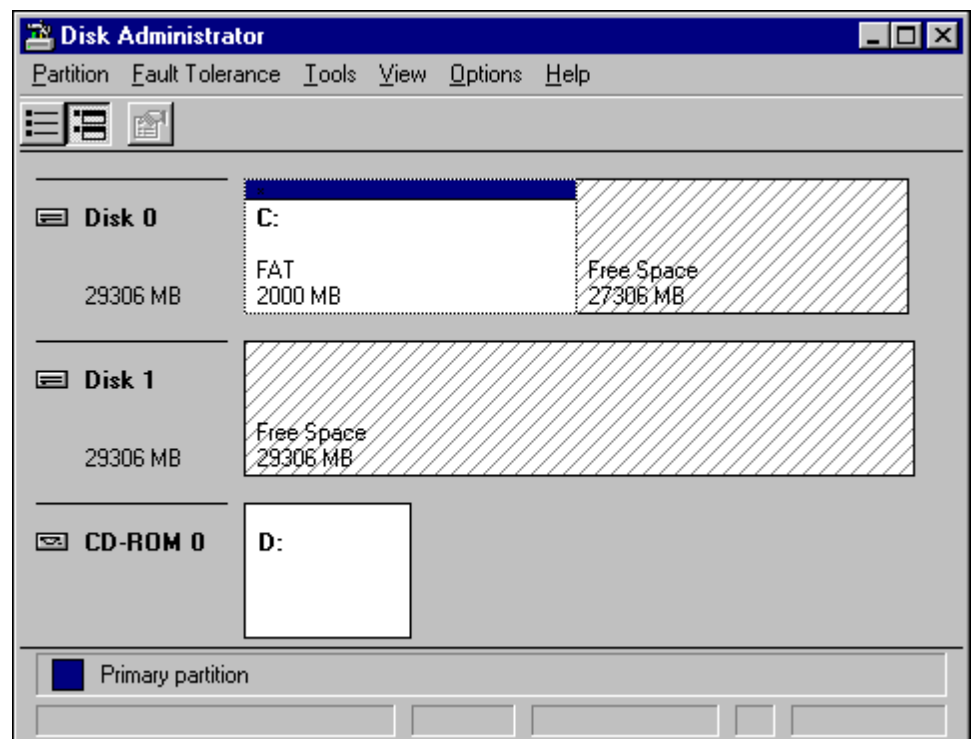 Disk Administrator
Partition Fault Tolerance Tools View Options Help
Disk 0
29306 MB
C:
FAT
2000 MB
Free Space
27306 MB
Disk 1
29306 MB
Free Space
29306 MB
CD-ROM 0
D:
Primary partition